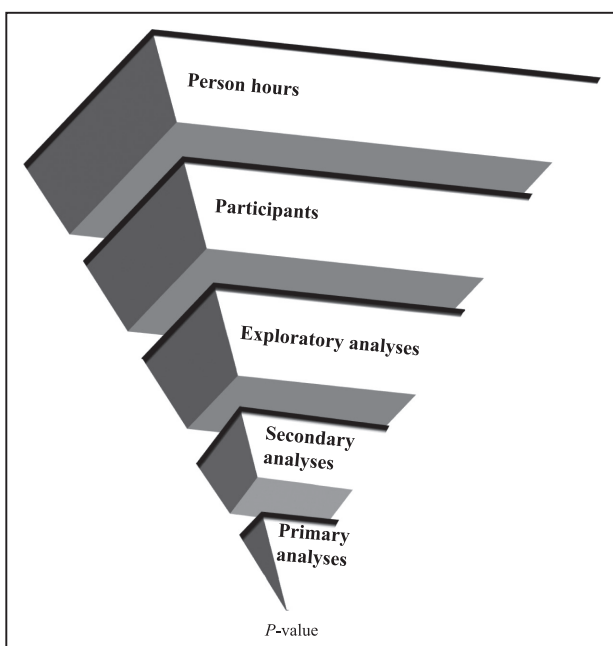 Person hours
Participants
Exploratory analyses
Secondary
analyses
Primary
analyses
P-value